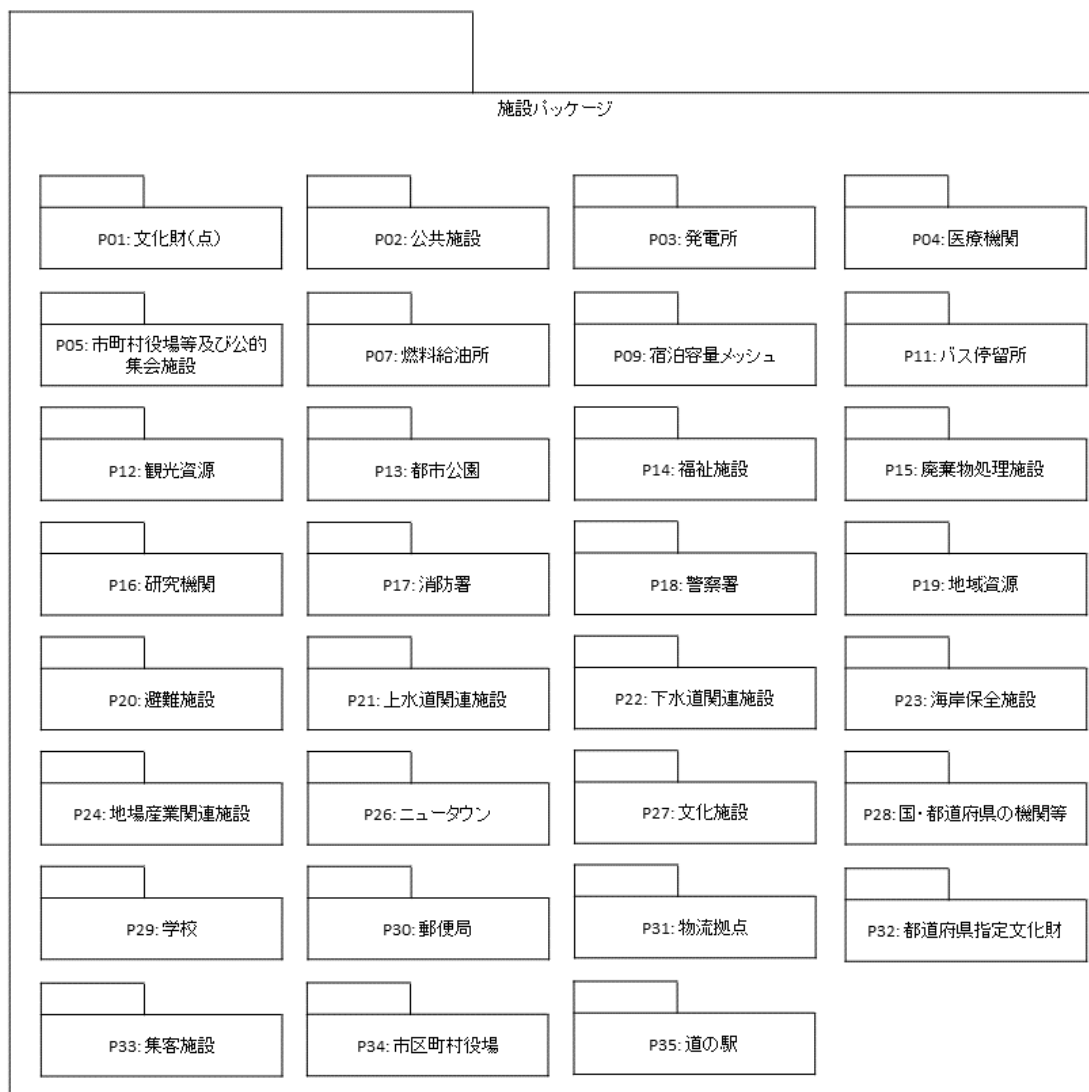 施設パッケージ
P01:文化財(点)
P02:公共施設
P03:発電所
P04:医療機関
P05:市町村役場等及び公的
集会施設
P07:燃料給油所
P09:宿泊容量メッシュ
P11:バス停留所
P12:観光資源
P13:都市公園
P14:福祉施設
P15:廃棄物処理施設
P16:研究機関
P17:消防署
P18:警察署
P19:地域資源
P20:避難施設
P21:上水道関連施設
P22:下水道関連施設
P23:海岸保全施設
P24:地場産業関連施設
P26:ニュータウン
P27:文化施設
P28:国・都道府県の機関等
P29:学校
P30:郵便局
P31:物流拠点
P32:都道府県指定文化財
P33:集客施設
P34:市区町村役場
P35:道の駅